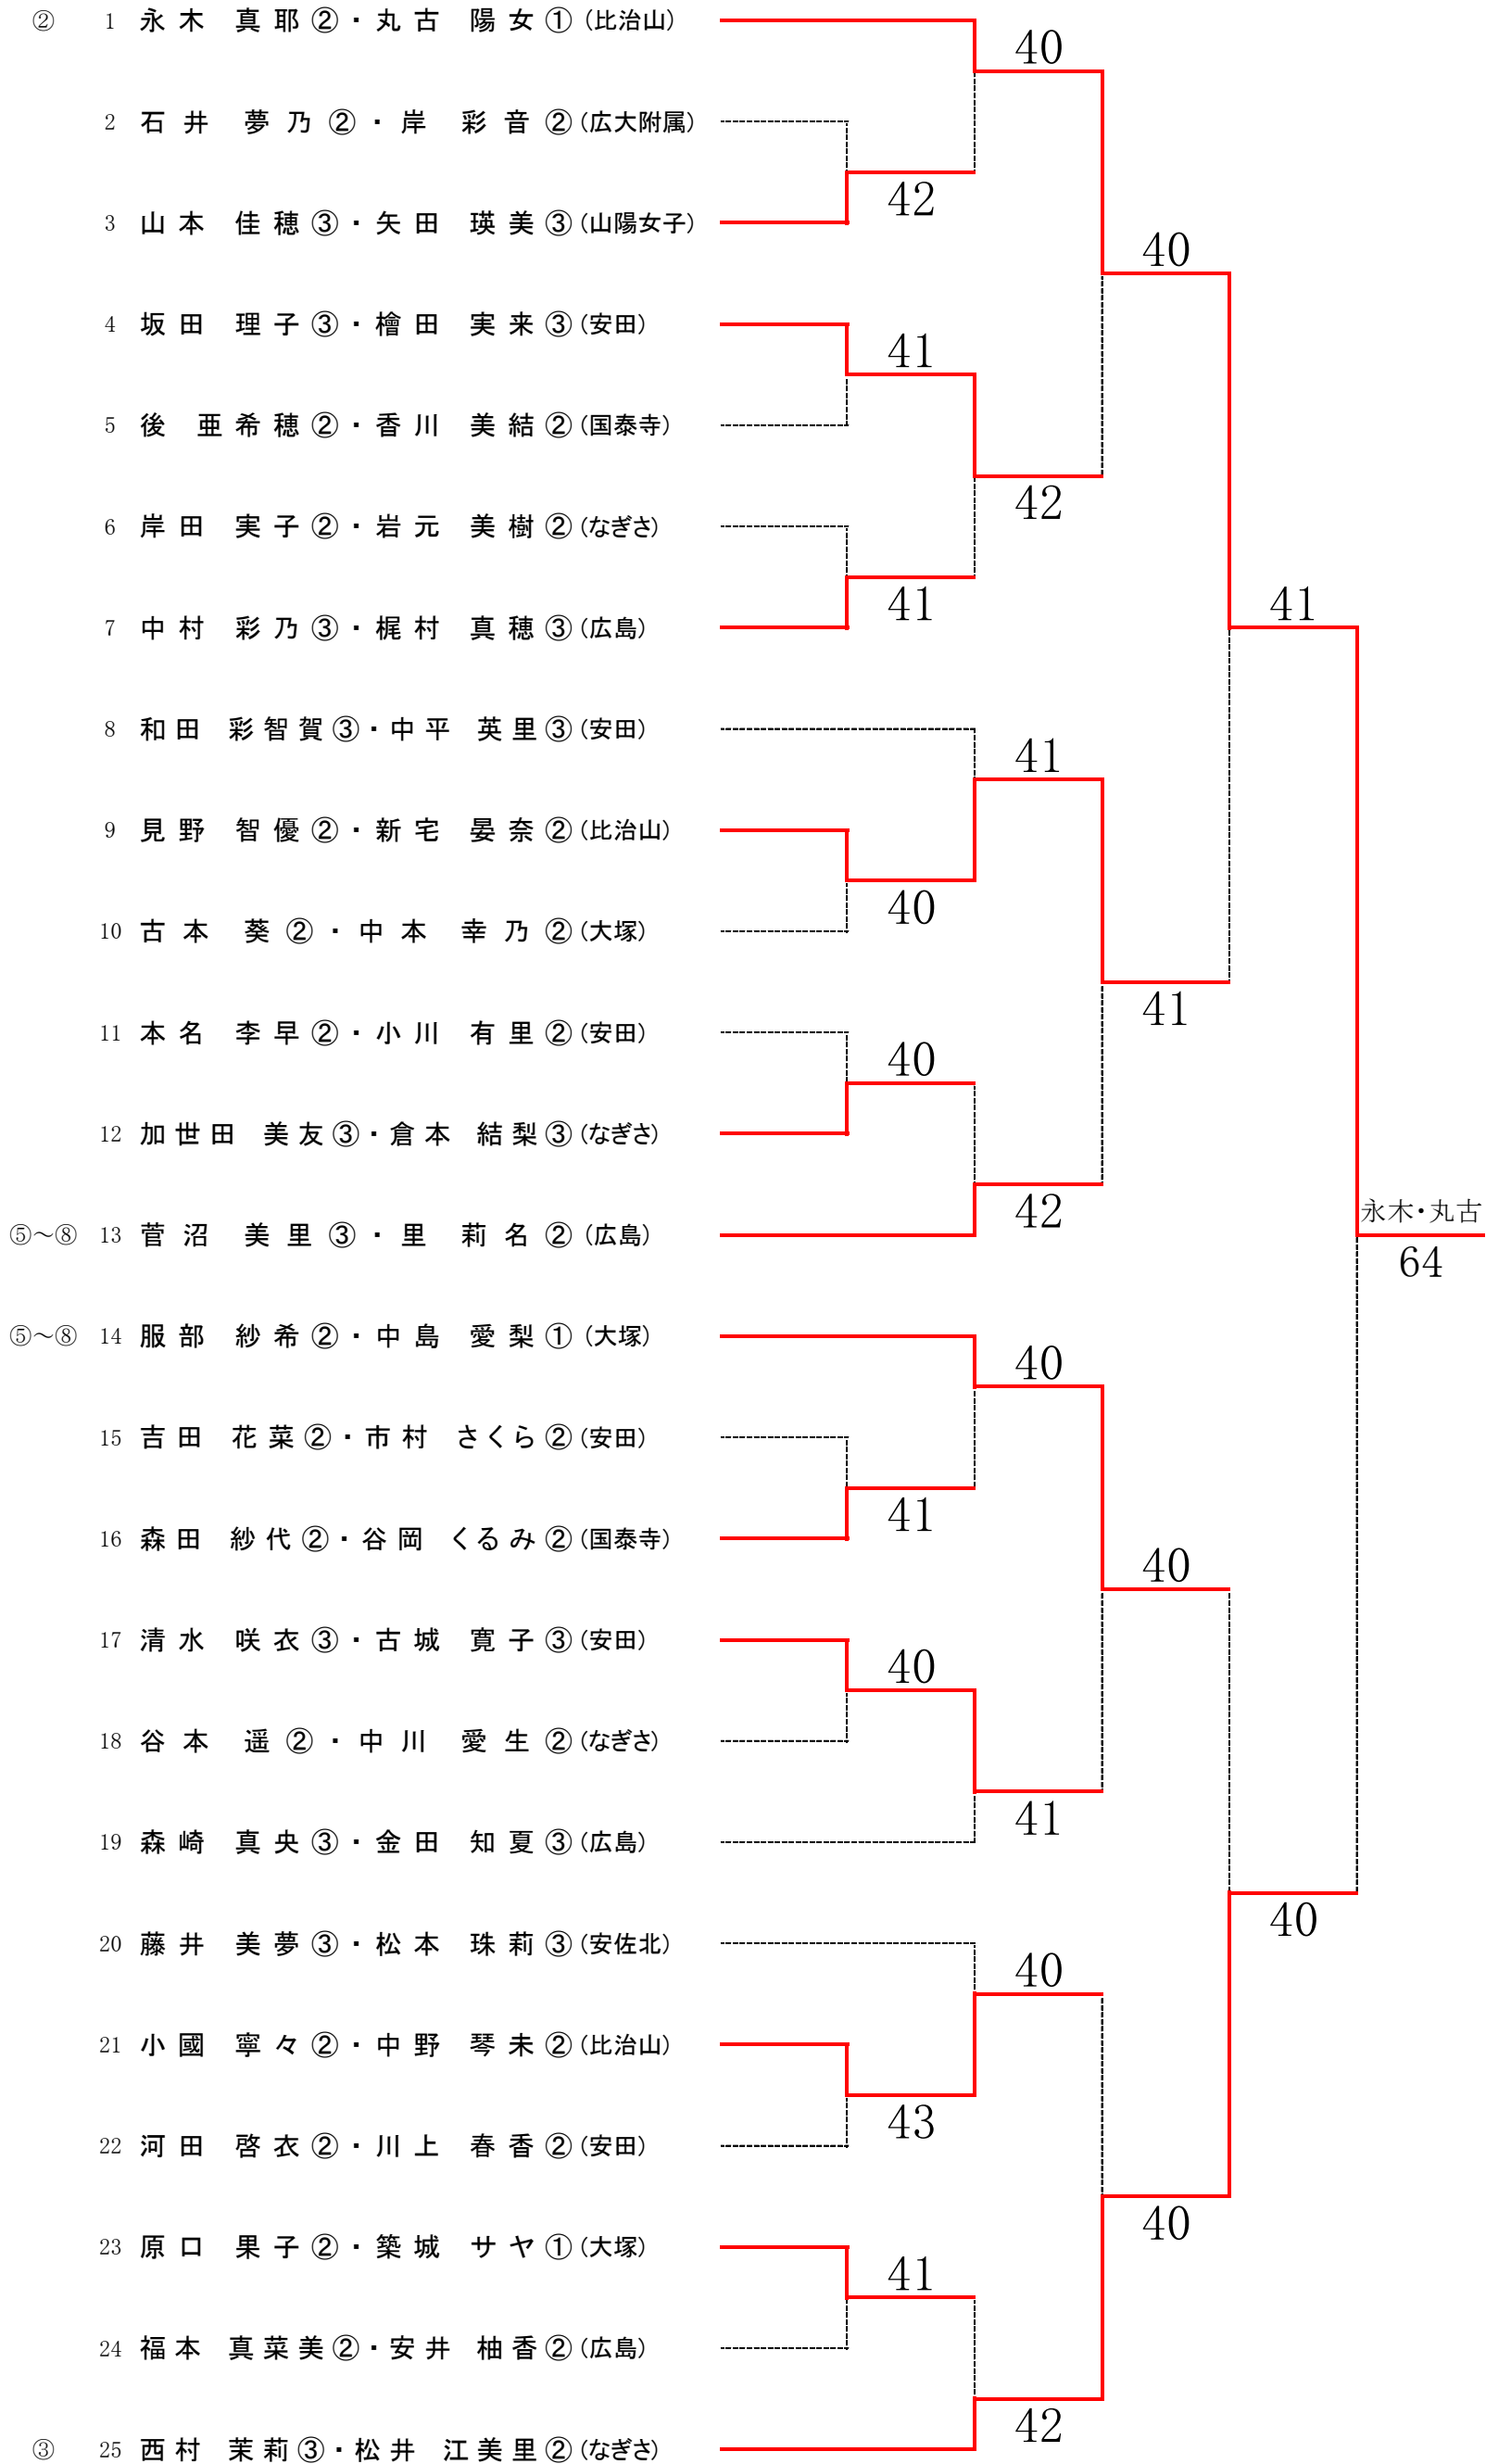 ② 1 永木 真耶②・丸古 陽女①(比治山)
40
2 石井 夢乃②・岸 彩音②(広大附属)
42
3 山本 佳穂③・矢田 瑛美③(山陽女子)
40
4 坂田 理子③・檜田 実来③(安田)
41
5 後 亜希穂②・香川 美結②(国泰寺)
42
6 岸田 実子②・岩元 美樹②(なぎさ)
41
41
7 中村 彩乃③・梶村 真穂③(広島)
8 和田 彩智賀③・中平 英里③(安田)
41
9 見野 智優②・新宅 晏奈②(比治山)
40
10 古本 葵②・中本 幸乃②(大塚)
41
11 本名 李早②・小川 有里②(安田)
40
12 加世田 美友③・倉本 結梨③(なぎさ)
42
永木・丸古
⑤～⑧ 13 菅沼 美里③・里 莉名②(広島)
64
⑤～⑧ 14 服部 紗希②・中島 愛梨①(大塚)
40
15 吉田 花菜②・市村 さくら②(安田)
41
16 森田 紗代②・谷岡 くるみ②(国泰寺)
40
17 清水 咲衣③・古城 寛子③(安田)
40
18 谷本 遥②・中川 愛生②(なぎさ)
41
19 森崎 真央③・金田 知夏③(広島)
40
20 藤井 美夢③・松本 珠莉③(安佐北)
40
21 小國 寧々②・中野 琴未②(比治山)
43
22 河田 啓衣②・川上 春香②(安田)
40
23 原口 果子②・築城 サヤ①(大塚)
41
24 福本 真菜美②・安井 柚香②(広島)
42
③ 25 西村 茉莉③・松井 江美里②(なぎさ)